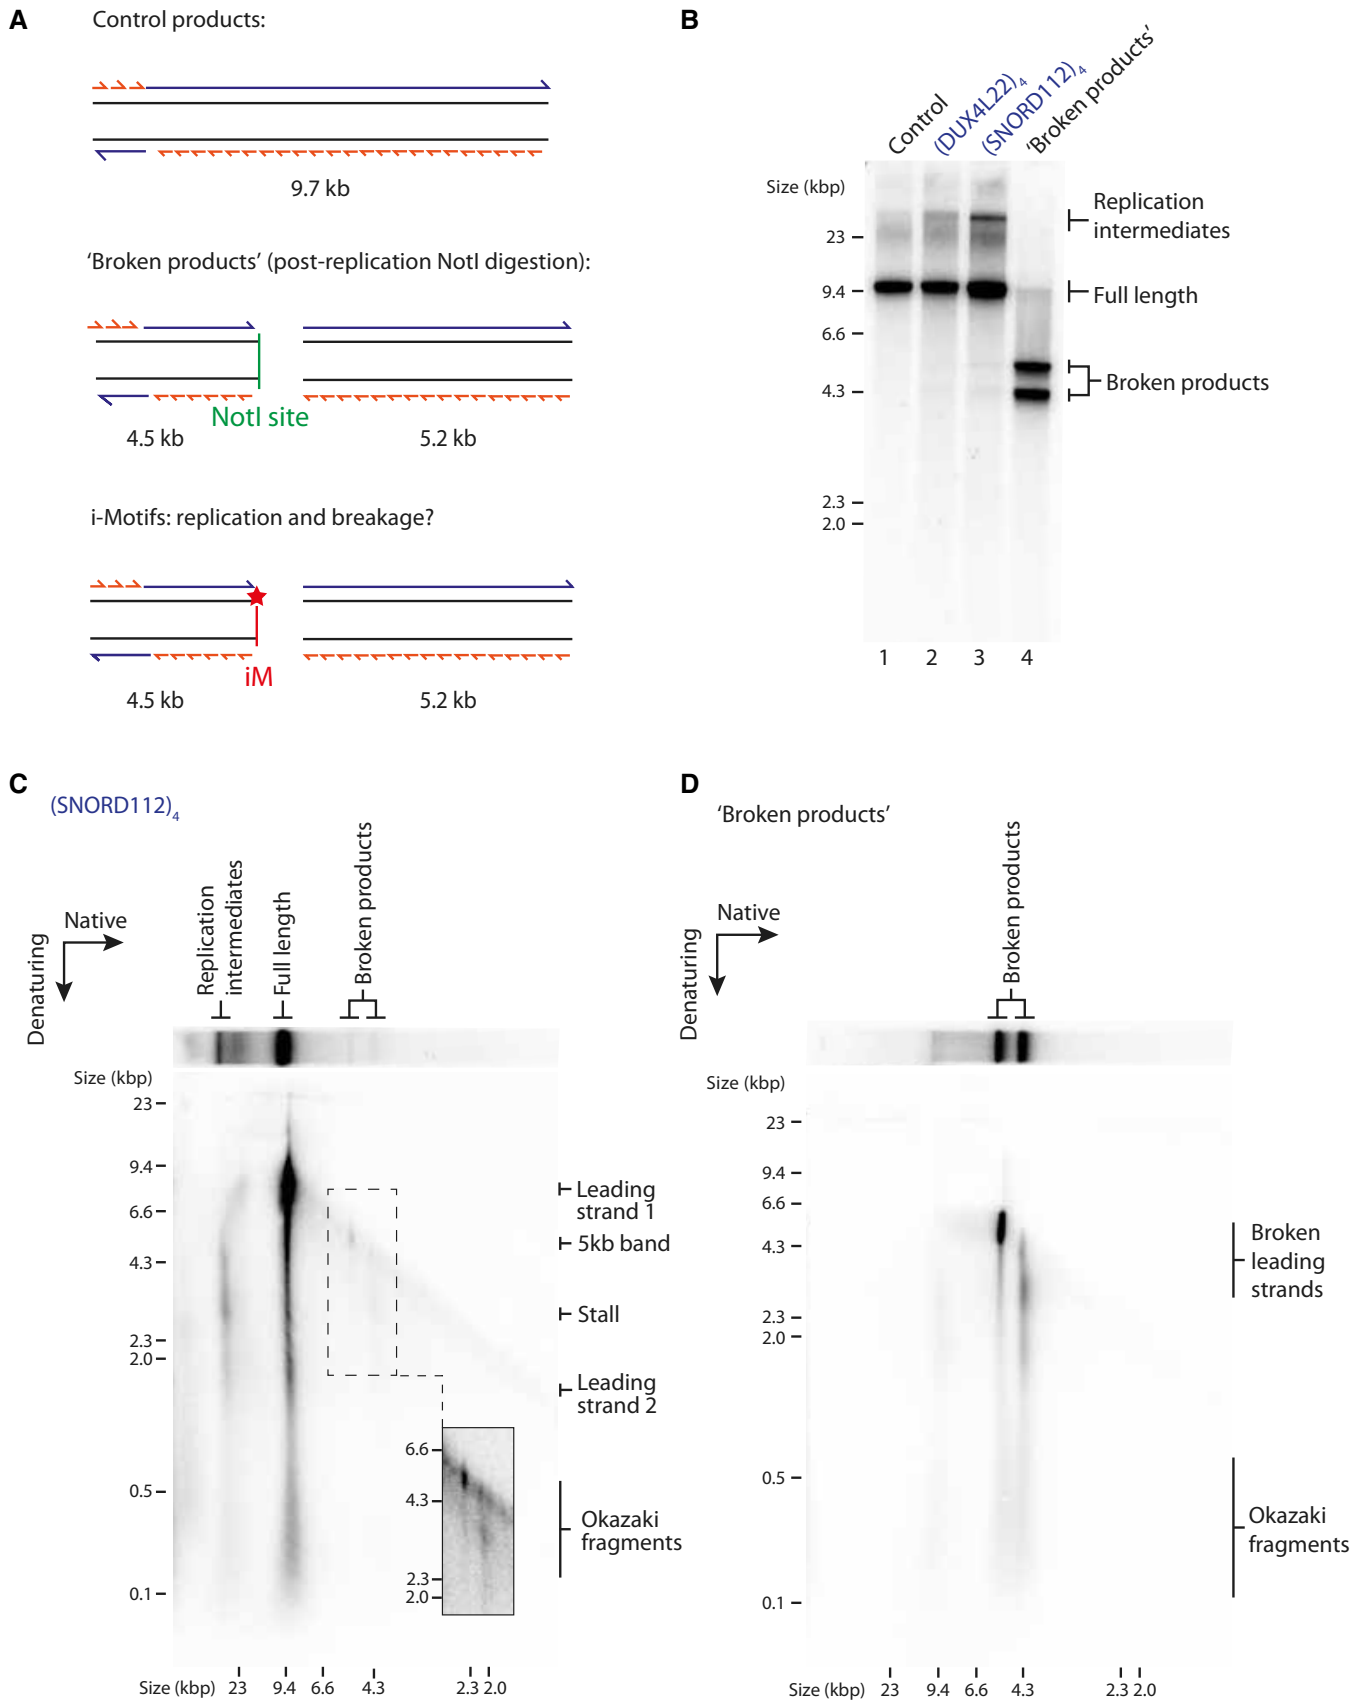 A
Control products:
9.7 kb
‘Broken products’ (post-replication NotI digestion):
NotI site
4.5 kb
5.2 kb
i-Motifs: replication and breakage?
iM
4.5 kb
5.2 kb
B
Control
(DUX4L22)4
(SNORD112)4
‘Broken products’
Size (kbp)
23
9.4
6.6
4.3
2.3
2.0
Replication
intermediates
Full length
Broken products
1 2 3 4
C
(SNORD112)4
Native
Denaturing
Replication
intermediates
Full length
Broken products
Size (kbp)
23
9.4
6.6
4.3
2.3
2.0
0.5
0.1
Leading
strand 1
5kb band
Stall
Leading
strand 2
Okazaki
fragments
6.6
4.3
2.3
2.0
Size (kbp) 23 9.4 6.6 4.3 2.3 2.0
D
‘Broken products’
Native
Denaturing
Broken products
Size (kbp)
23
9.4
6.6
4.3
2.3
2.0
0.5
0.1
Broken
leading
strands
Okazaki
fragments
Size (kbp) 23 9.4 6.6 4.3 2.3 2.0